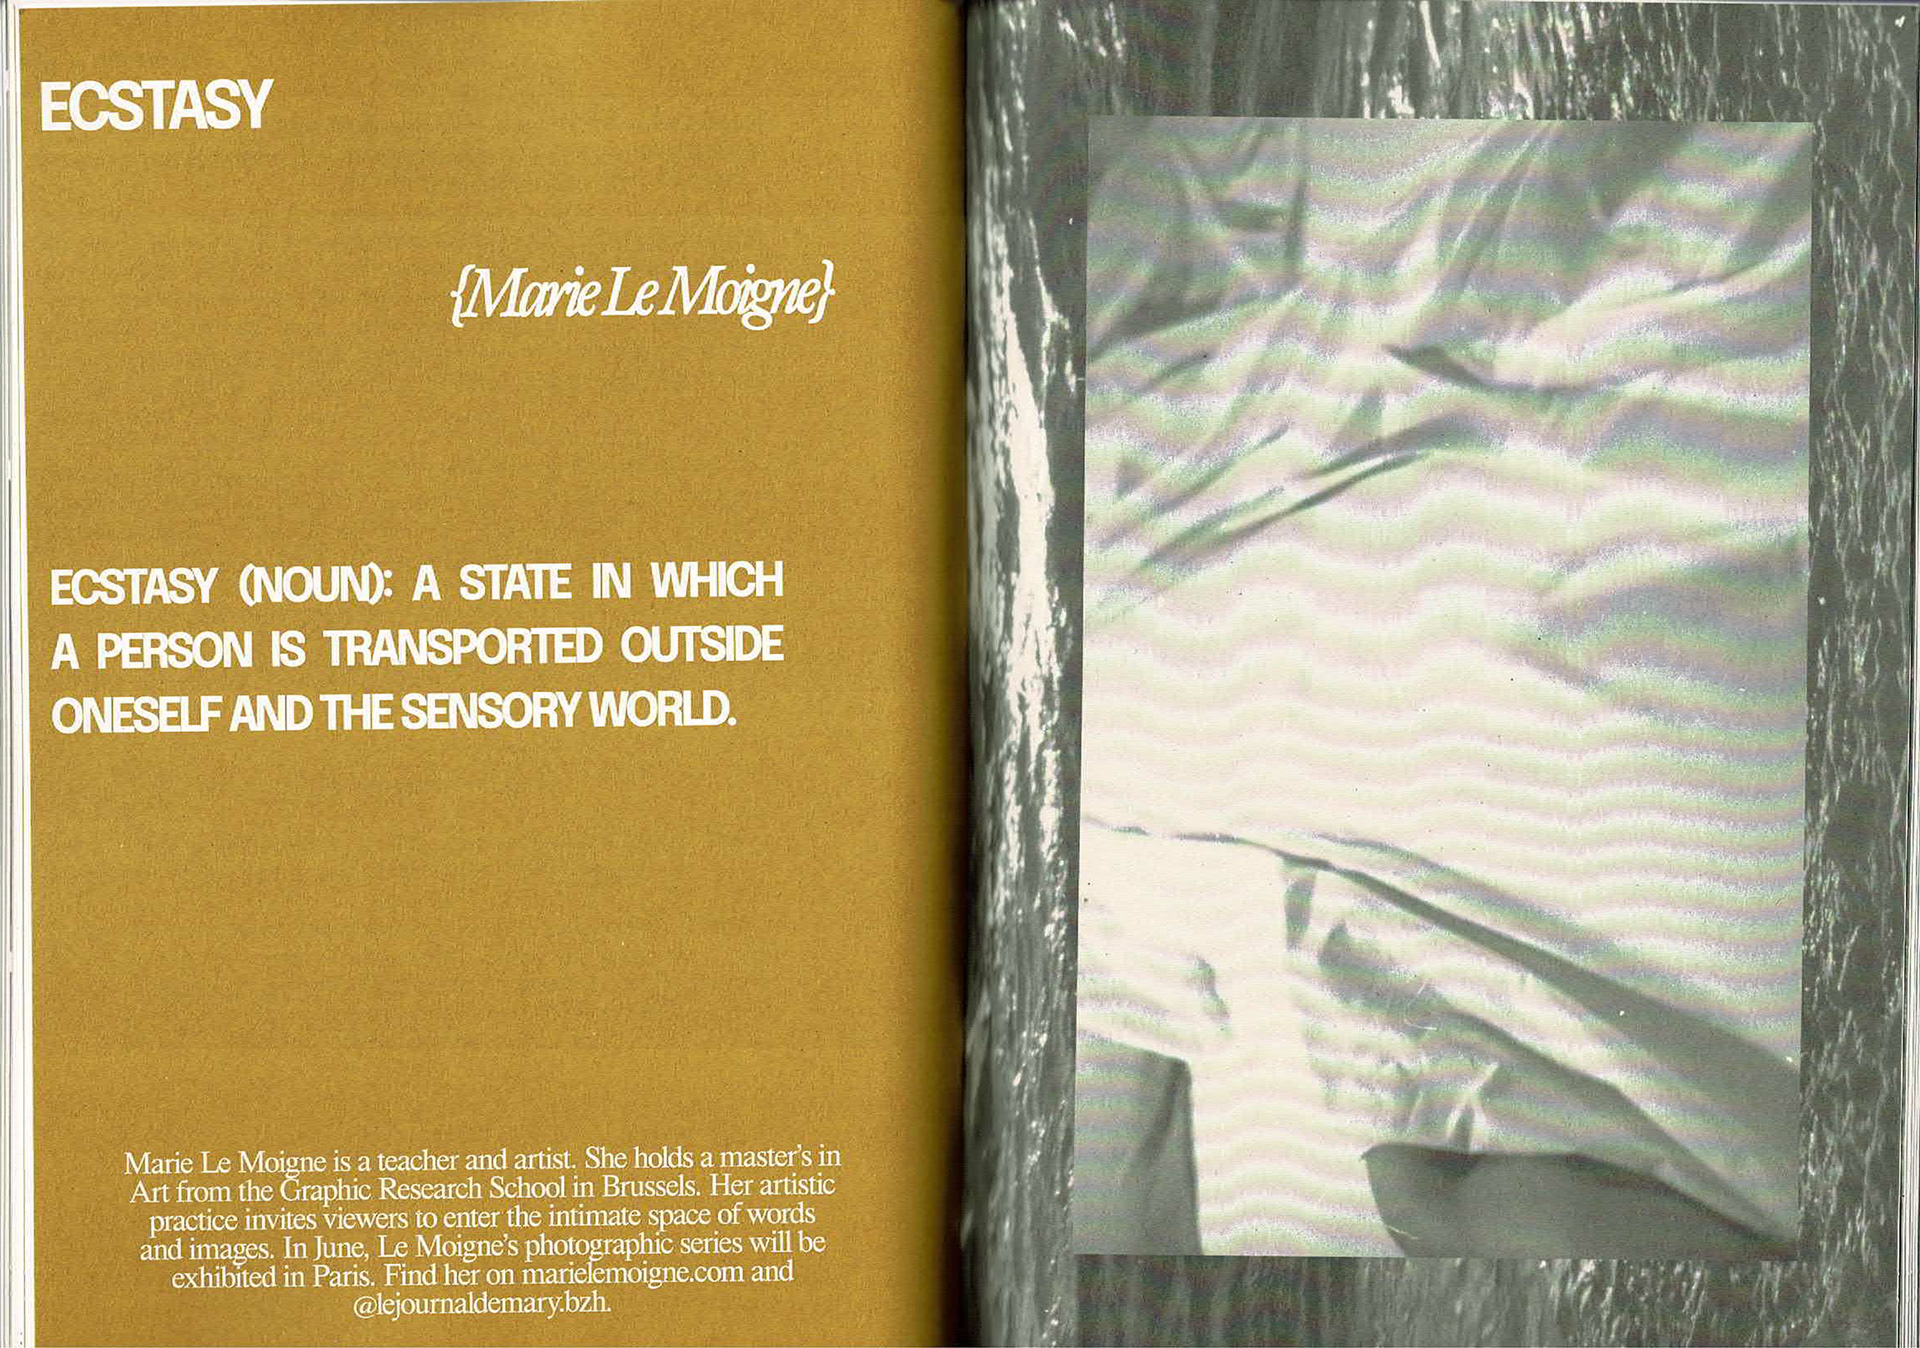 ECSTASY
{Marie Le Moigne}
ECSTASY (NOUN): A STATE IN WHICH
A PERSON IS TRANSPORTED OUTSIDE
ONESELF AND THE SENSORY WORLD.
Marie Le Moigne is a teacher and artist. She holds a master's in
Art from the Graphic Research School in Brussels. Her artistic
practice invites viewers to enter the intimate space of words
and images. In June, Le Moigne's photographic series will be
exhibited in Paris. Find her on marielemoigne.com and
@lejournaldemary.bzh.